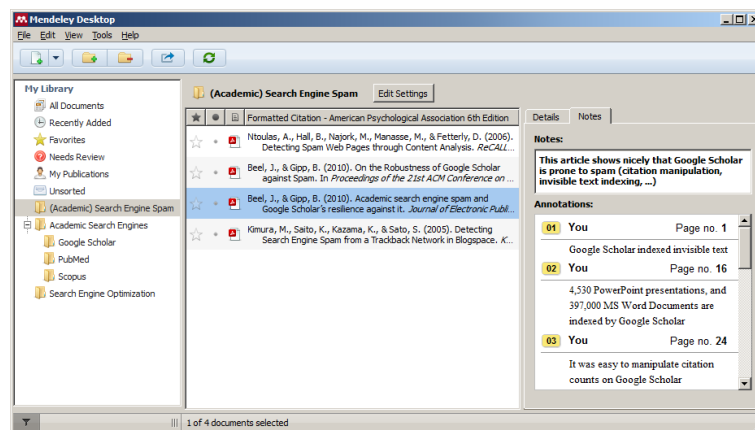 Mendeley Desktop
File Edit View Tools Help
My Library
All Documents
Recently Added
Favorites
Needs Review
My Publications
Unsorted
(Academic) Search Engine Spam
Academic Search Engines
Google Scholar
PubMed
Scopus
Search Engine Optimization
(Academic) Search Engine Spam Edit Settings
Formatted Citation - American Psychological Association 6th Edition
Ntoulas, A., Hall, B., Najork, M., Manasse, M., & Fetterly, D. (2006).
Detecting Spam Web Pages through Content Analysis. ReCALL...
Beel, J., & Gipp, B. (2010). On the Robustness of Google Scholar
against Spam. In Proceedings of the 21st ACM Conference on ...
Beel, J., & Gipp, B. (2010). Academic search engine spam and
Google Scholar's resilience against it. Journal of Electronic Publi...
Kimura, M., Saito, K., Kazama, K., & Sato, S. (2005). Detecting
Search Engine Spam from a Trackback Network in Blogspace. K...
Details Notes
Notes:
This article shows nicely that Google Scholar
is prone to spam (citation manipulation,
invisible text indexing, ...)
Annotations:
01 You Page no. 1
Google Scholar indexed invisible text
02 You Page no. 16
4,530 PowerPoint presentations, and
397,000 MS Word Documents are
indexed by Google Scholar
03 You Page no. 24
It was easy to manipulate citation
counts on Google Scholar
1 of 4 documents selected